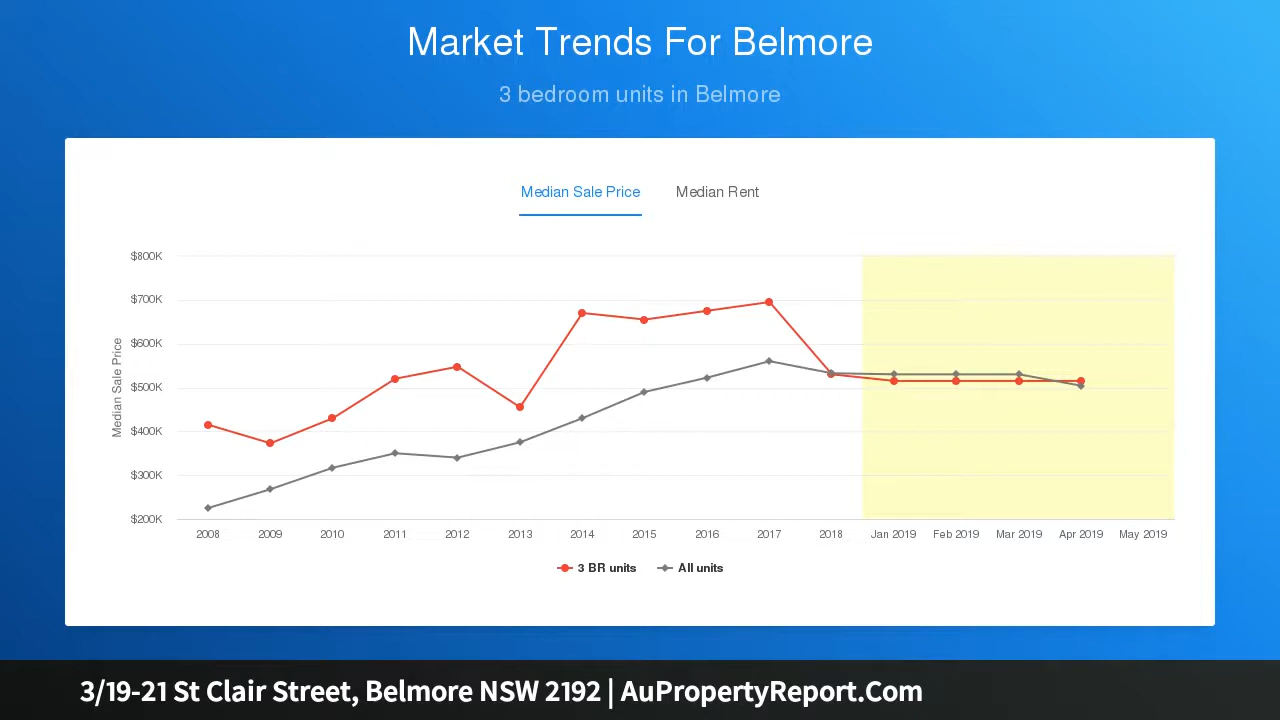 Market Trends For Belmore
3 bedroom units in Belmore
Median Sale Price Median Rent
$800K
$700K
$600K
$500K
$400K
$300K
$200K
Median Sale Price
2008 2009 2010 2011 2012 2013 2014 2015 2016 2017 2018 Jan 2019 Feb 2019 Mar 2019 Apr 2019 May 2019
3 BR units All units
3/19-21 St Clair Street, Belmore NSW 2192 | AuPropertyReport.Com